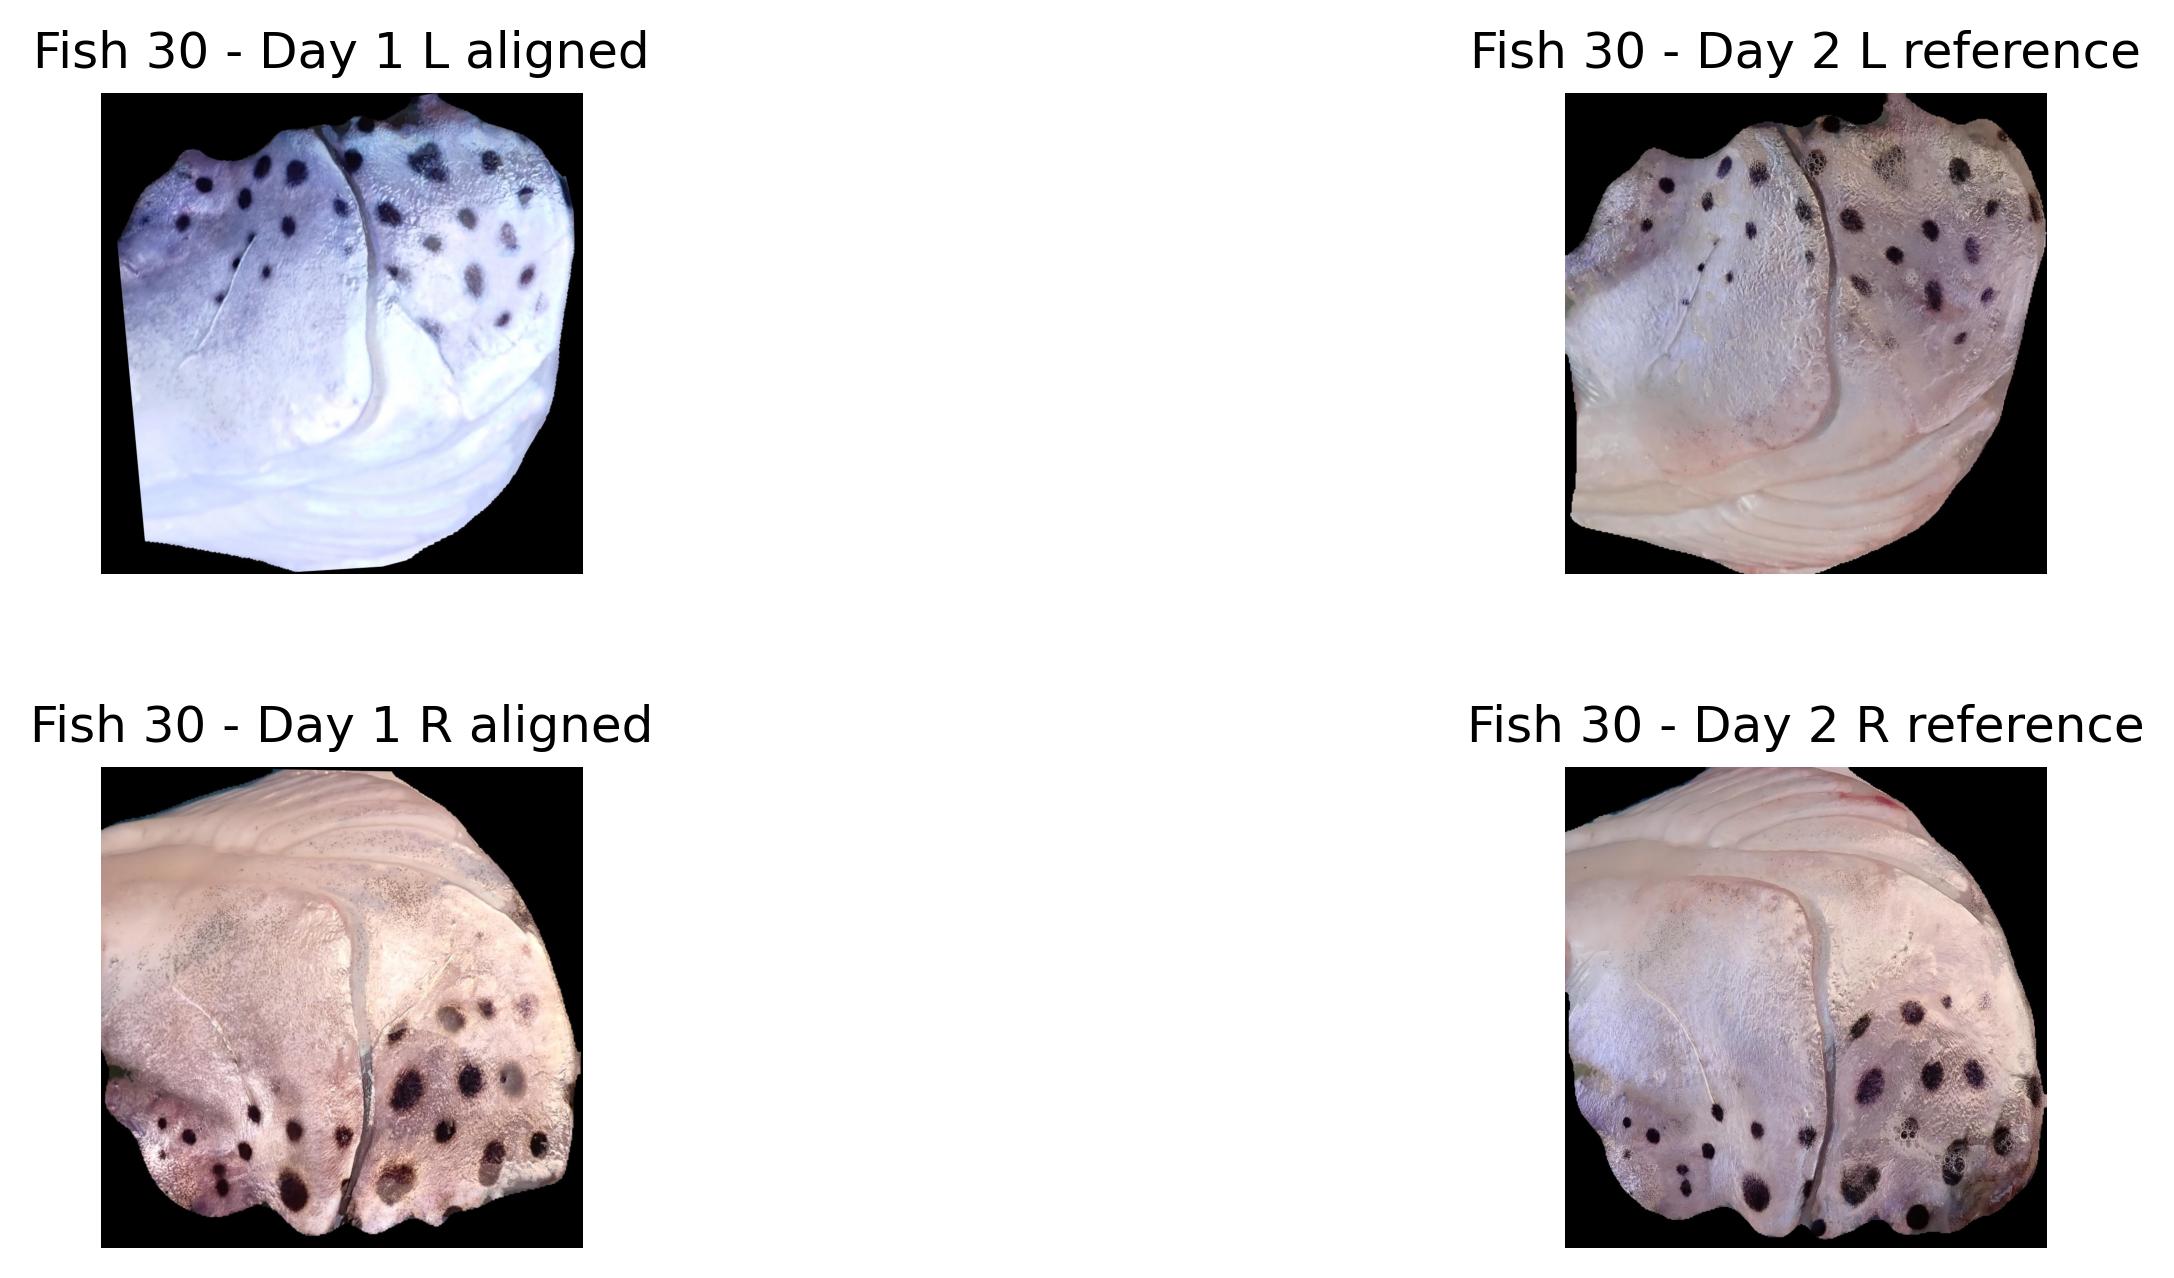 Fish 30 - Day 1 L aligned
Fish 30 - Day 2 L reference
Fish 30 - Day 1 R aligned
Fish 30 - Day 2 R reference